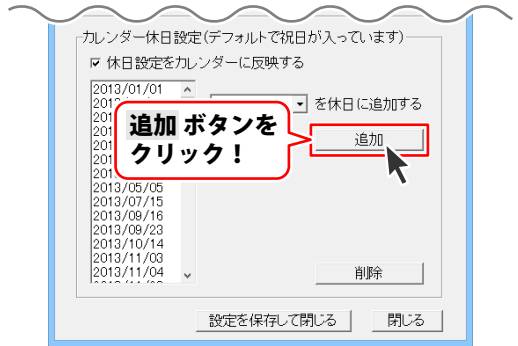 カレンダー休日設定(デフォルトで祝日が入っています)
休日設定をカレンダーに反映する
2013/01/01
を休日に追加する
追加 ボタンを
クリック！
追加
2013/05/05
2013/07/15
2013/09/16
2013/09/23
2013/10/14
2013/11/03
2013/11/04
削除
設定を保存して閉じる
閉じる